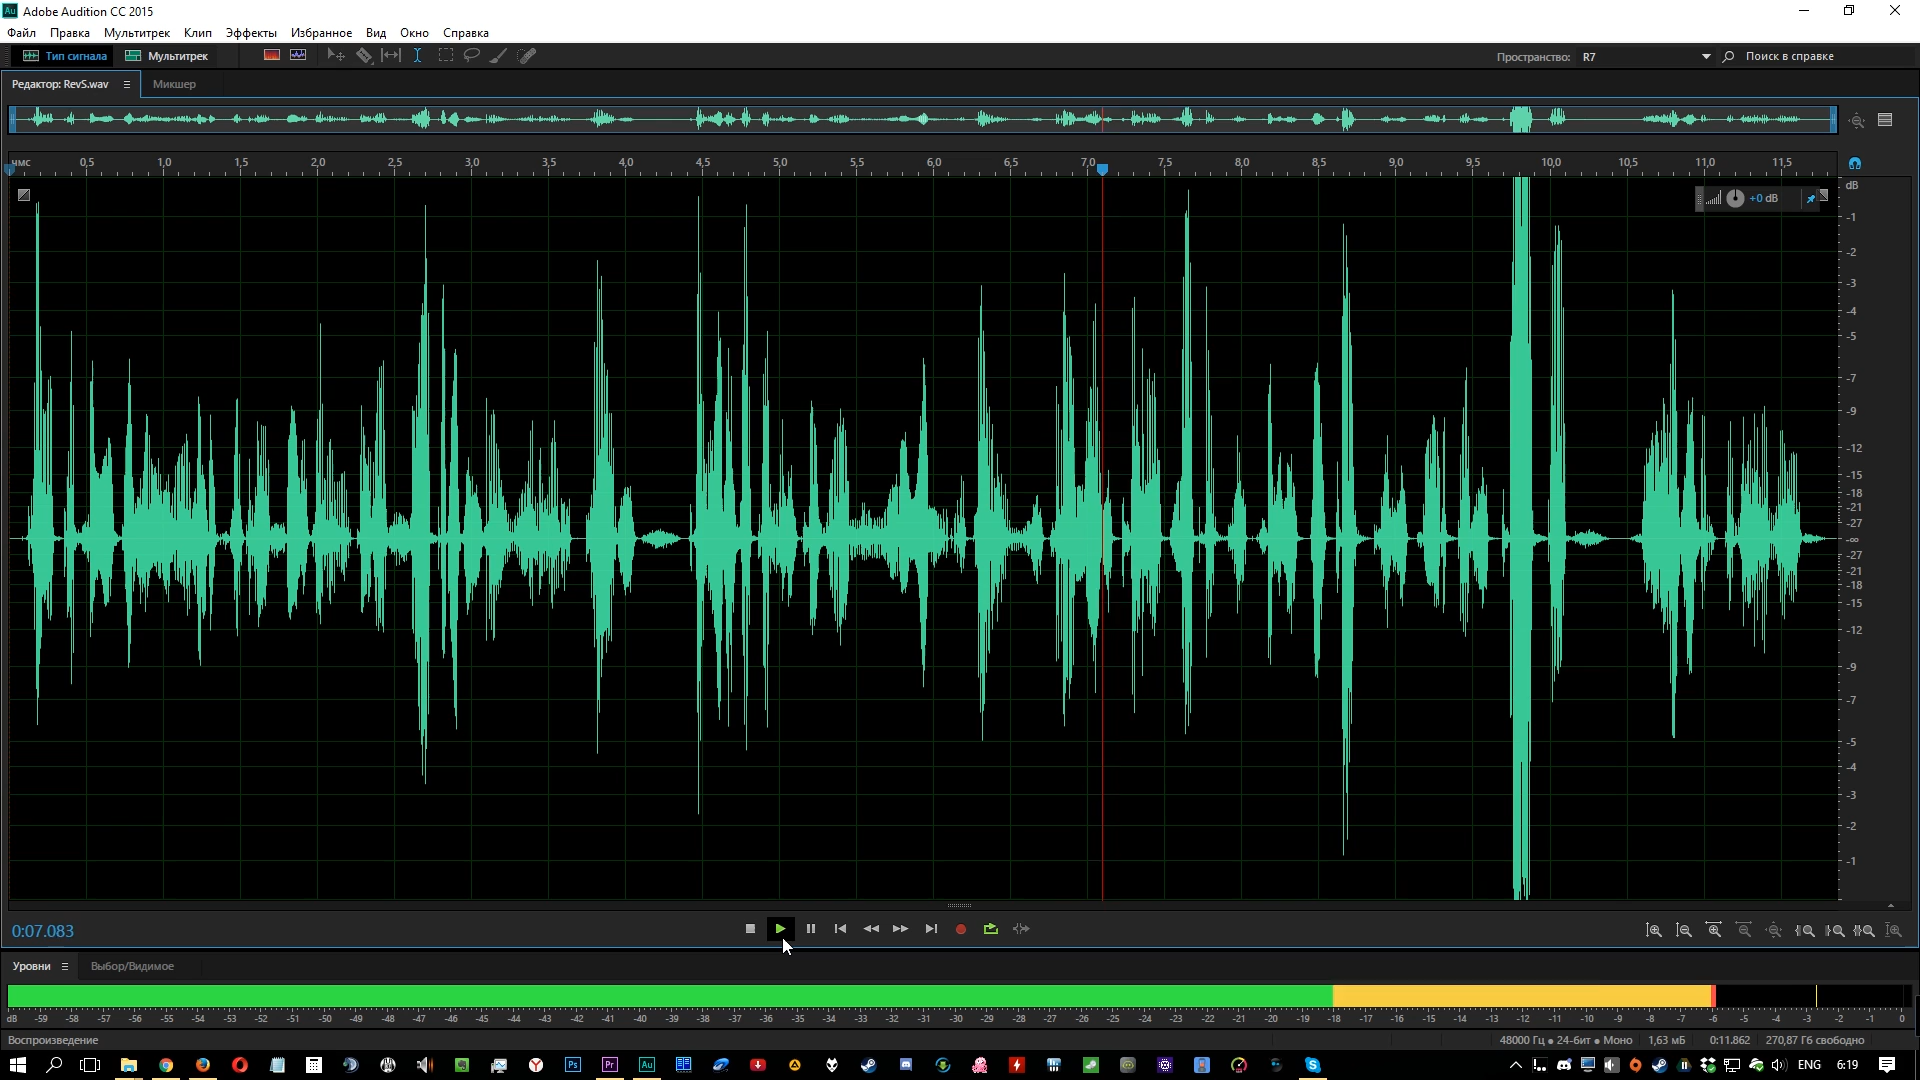 Au Adobe Audition CC 2015
Файл Правка Мультитрек Клип Эффекты Избранное Вид Окно Справка
Тип сигнала Мультитрек Пространство: R7 Поиск в справке
Редактор: RevS.wav Микшер
чмс 0,5 1,0 1,5 2,0 2,5 3,0 3,5 4,0 4,5 5,0 5,5 6,0 6,5 7,0 7,5 8,0 8,5 9,0 9,5 10,0 10,5 11,0 11,5
dB
+0 dB
-1
-2
-3
-4
-5
-7
-9
-12
-15
-18
-21
-27
-∞
-27
-21
-18
-15
-12
-9
-7
-5
-4
-3
-2
-1
0:07.083
Уровни Выбор/Видимое
dB -59 -58 -57 -56 -55 -54 -53 -52 -51 -50 -49 -48 -47 -46 -45 -44 -43 -42 -41 -40 -39 -38 -37 -36 -35 -34 -33 -32 -31 -30 -29 -28 -27 -26 -25 -24 -23 -22 -21 -20 -19 -18 -17 -16 -15 -14 -13 -12 -11 -10 -9 -8 -7 -6 -5 -4 -3 -2 -1 0
Воспроизведение 48000 Гц ● 24-бит ● Моно 1,63 мБ 0:11.862 270,87 Гб свободно
Ps Pr Au ENG 6:19